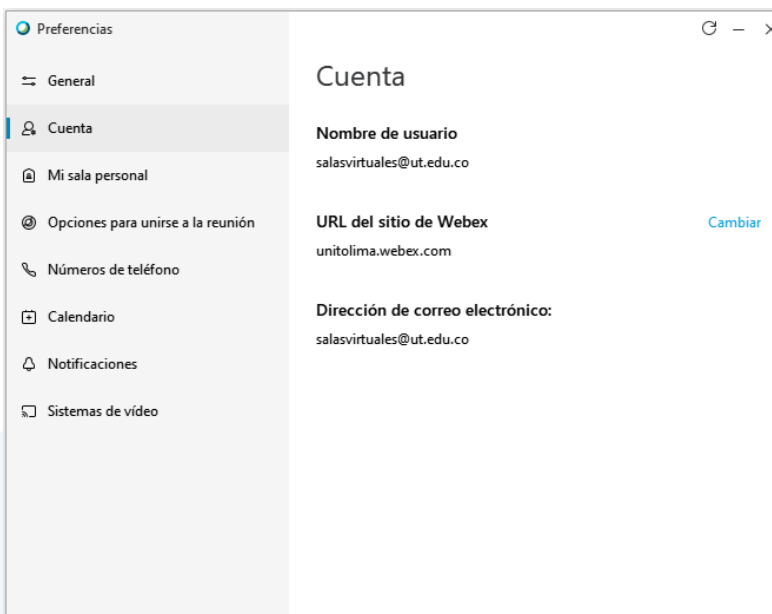 Preferencias
General
Cuenta
Mi sala personal
Opciones para unirse a la reunión
Números de teléfono
Calendario
Notificaciones
Sistemas de vídeo
Cuenta
Nombre de usuario
salasvirtuales@ut.edu.co
URL del sitio de Webex
Cambiar
unitolima.webex.com
Dirección de correo electrónico:
salasvirtuales@ut.edu.co